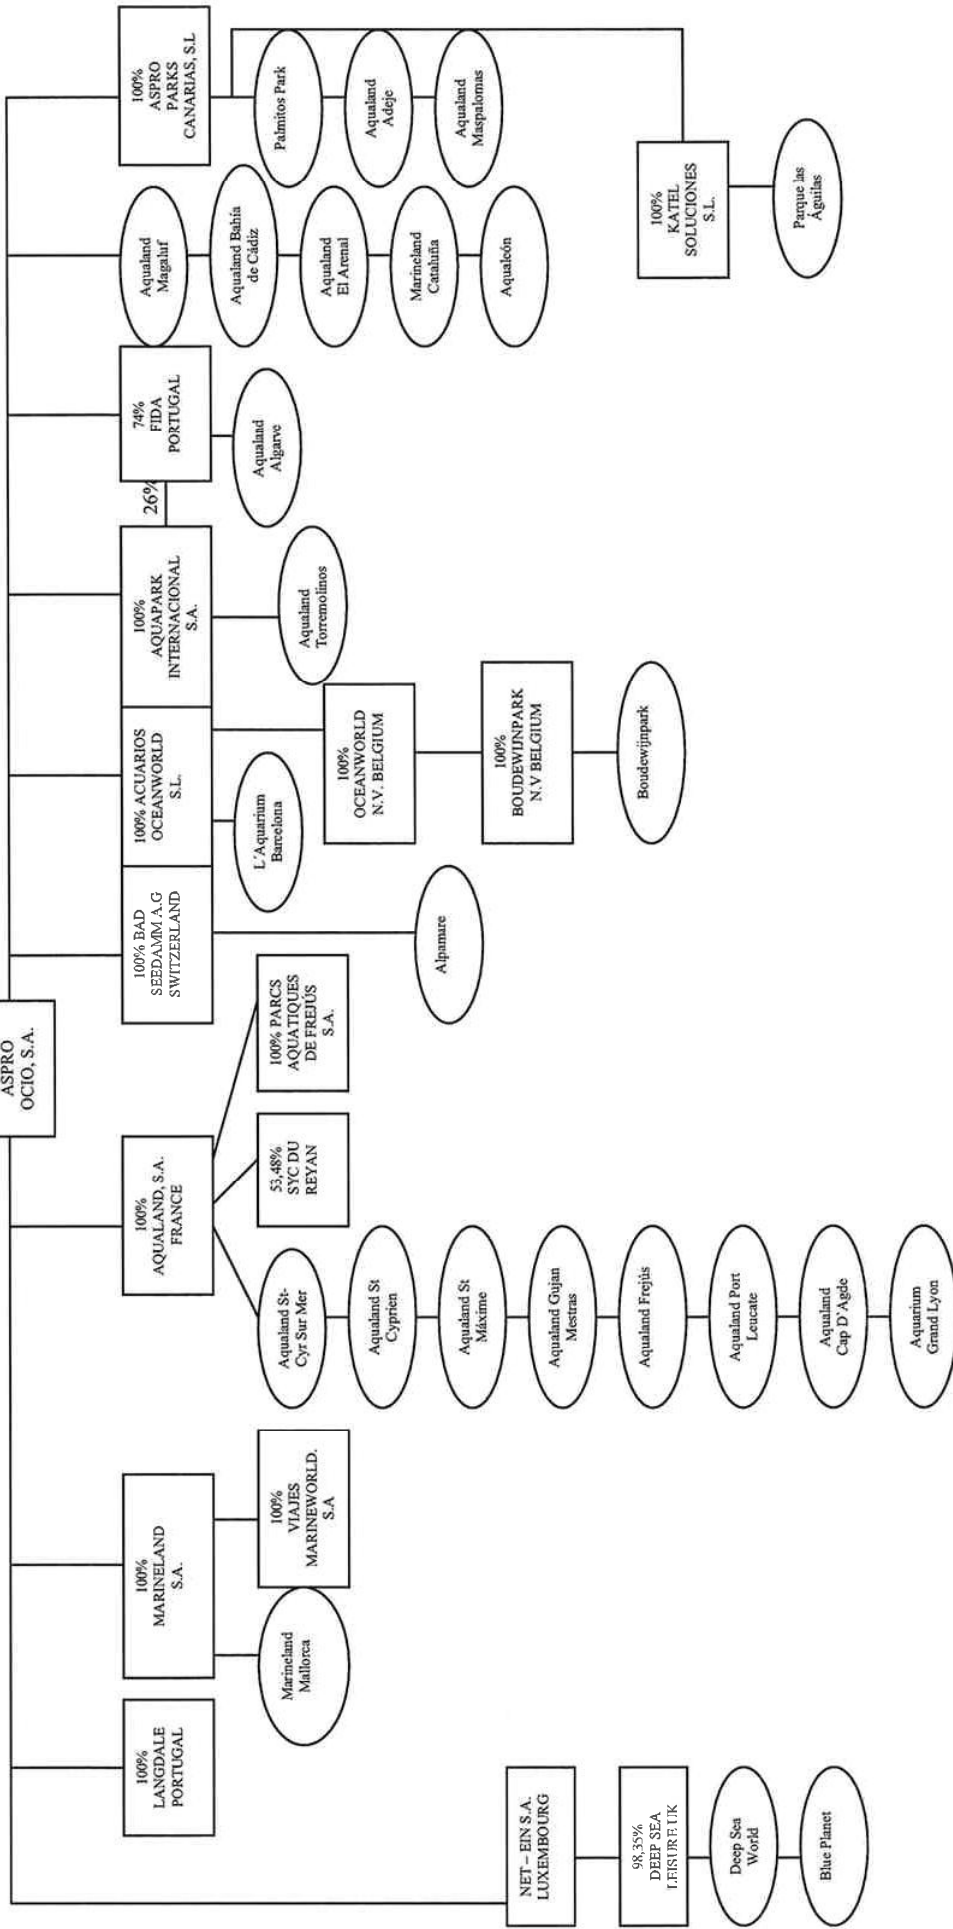 ASPRO
OCIO, S.A.
100%
LANGDALE
PORTUGAL
NET – EIN S.A.
LUXEMBOURG
98,35%
DEEP SEA
LEISURE UK
Deep Sea
World
Blue Planet
100%
MARINELAND
S.A.
Marineland
Mallorca
100%
VIAJES
MARINEWORLD.
S.A
100%
AQUALAND, S.A.
FRANCE
Aqualand St-
Cyr Sur Mer
Aqualand St
Cyprien
Aqualand St
Máxime
Aqualand Gujan
Mestras
Aqualand Frejús
Aqualand Port
Leucate
Aqualand
Cap D`Agde
Aquarium
Grand Lyon
53,48%
SYC DU
REYAN
100% PARCS
AQUATIQUES
DE FREJÚS
S.A.
100% BAD
SEEDAMM A.G
SWITZERLAND
Alpamare
100% ACUARIOS
OCEANWORLD
S.L.
L´Aquarium
Barcelona
100%
OCEANWORLD
N.V. BELGIUM
100%
BOUDEWIJNPARK
N.V BELGIUM
Boudewijnpark
100%
AQUAPARK
INTERNACIONAL
S.A.
Aqualand
Torremolinos
26%
74%
FIDA
PORTUGAL
Aqualand
Algarve
Aqualand
Magaluf
Aqualand Bahía
de Cádiz
Aqualand
El Arenal
Marineland
Cataluña
Aqualeón
100%
ASPRO
PARKS
CANARIAS, S.L
Palmitos Park
Aqualand
Adeje
Aqualand
Maspalomas
100%
KATEL
SOLUCIONES
S.L.
Parque las
Águilas